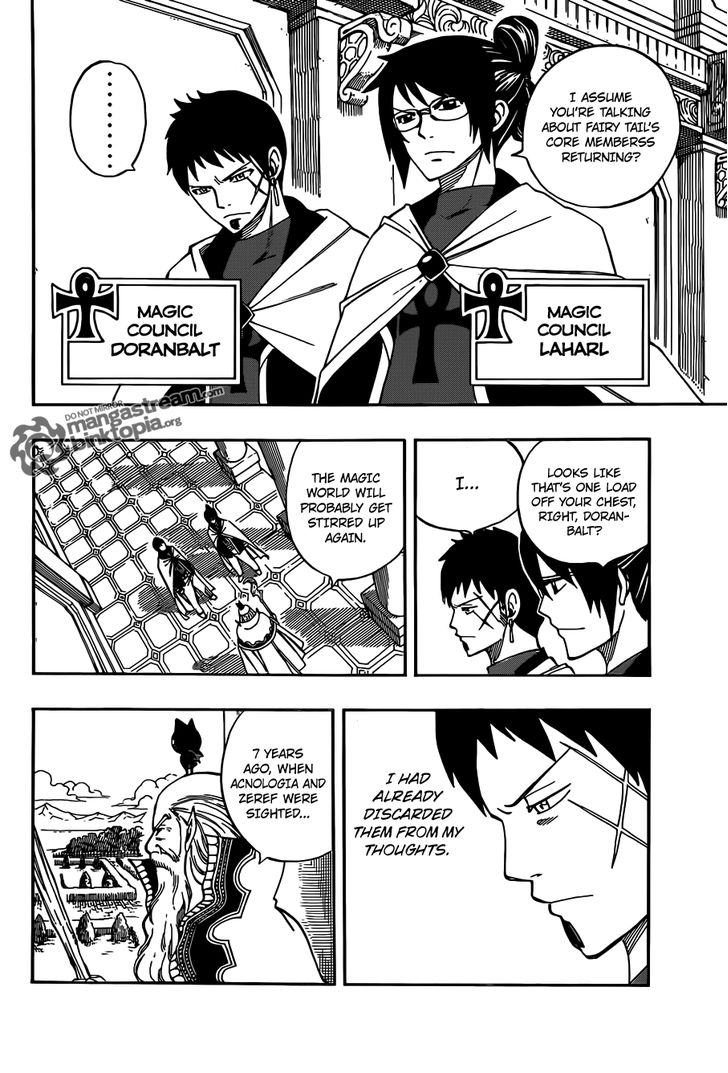 I ASSUME
YOU'RE TALKING
ABOUT FAIRY TAIL'S
CORE MEMBERSS
RETURNING?
........
MAGIC
COUNCIL
LAHARL
MAGIC
COUNCIL
DORANBALT
DO NOT MIRROR
mangastream.com
binktopia.org
LOOKS LIKE
THAT'S ONE LOAD
OFF YOUR CHEST,
RIGHT, DORAN-
BALT?
I...
THE MAGIC
WORLD WILL
PROBABLY GET
STIRRED UP
AGAIN.
I HAD
ALREADY
DISCARDED
THEM FROM MY
THOUGHTS.
7 YEARS
AGO, WHEN
ACNOLOGIA AND
ZEREF WERE
SIGHTED...